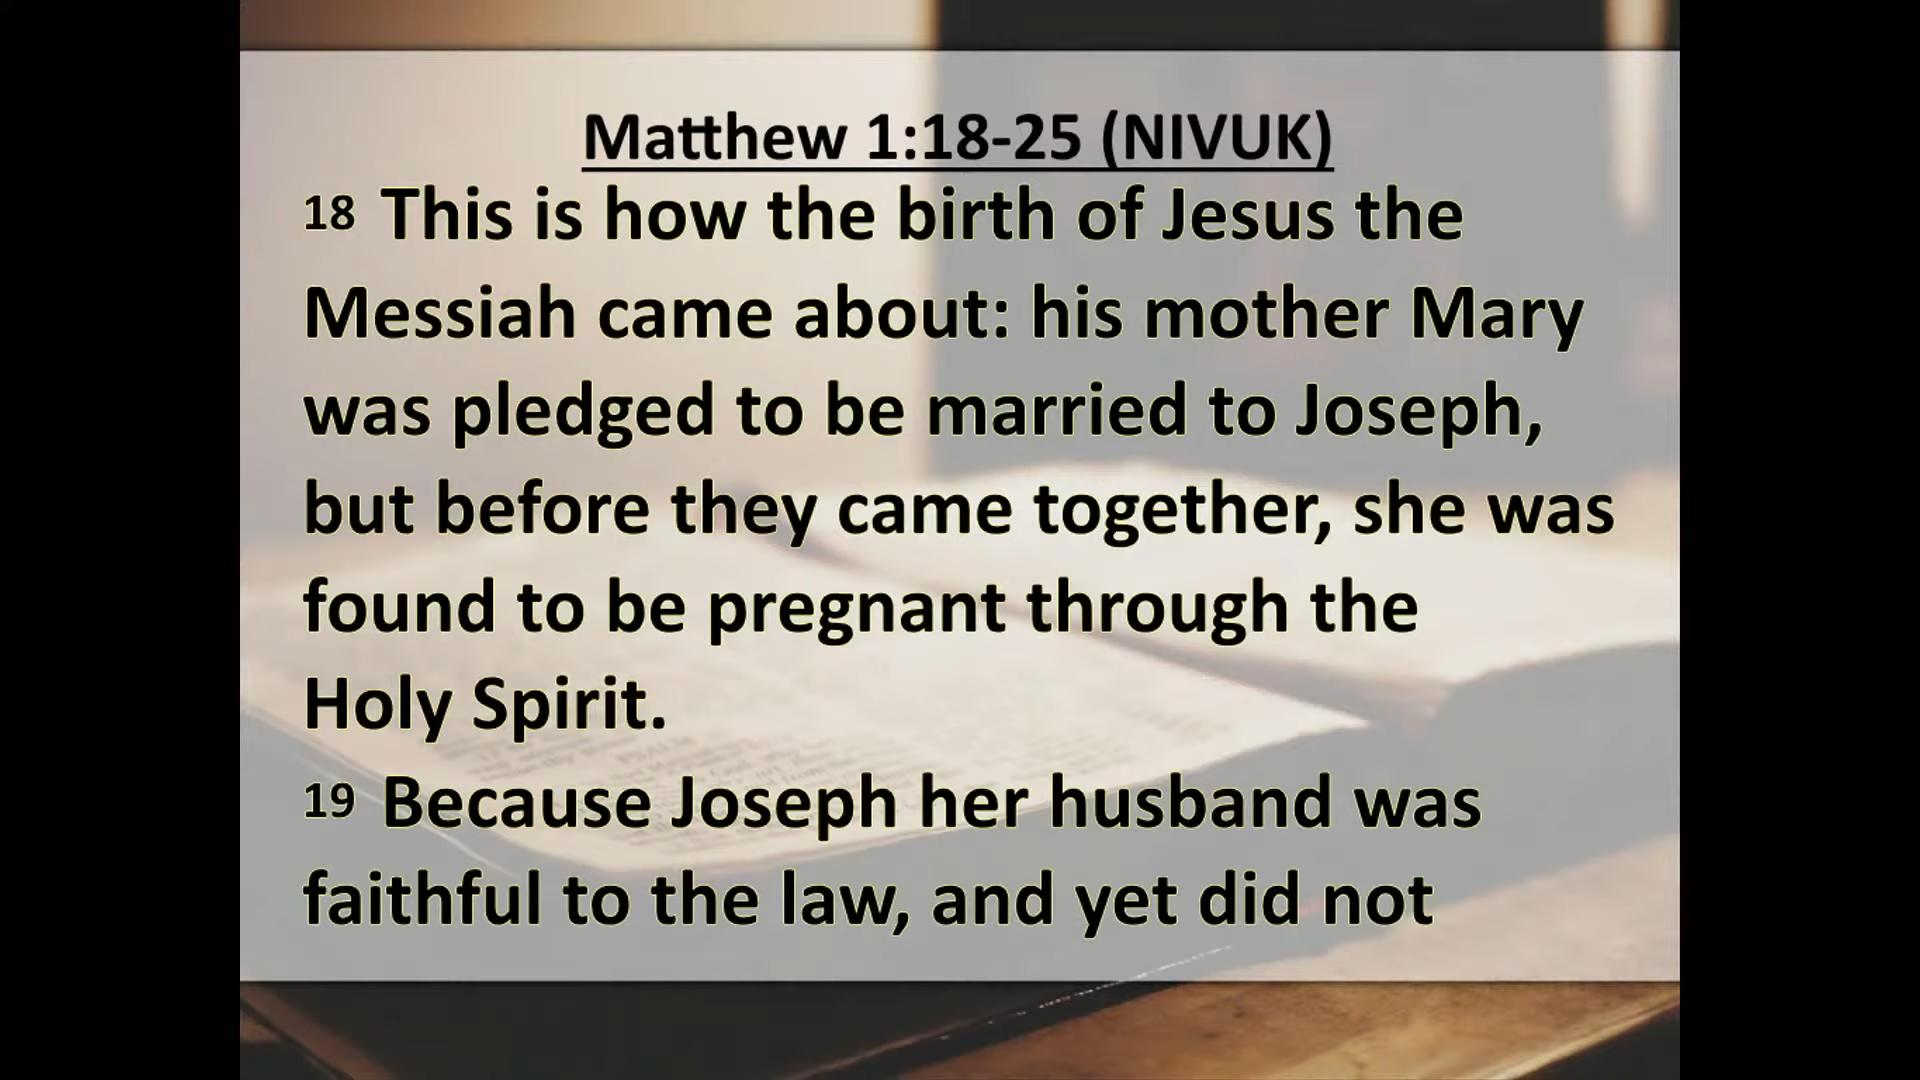 Matthew 1:18-25 (NIVUK)
18 This is how the birth of Jesus the
Messiah came about: his mother Mary
was pledged to be married to Joseph,
but before they came together, she was
found to be pregnant through the
Holy Spirit.
19 Because Joseph her husband was
faithful to the law, and yet did not